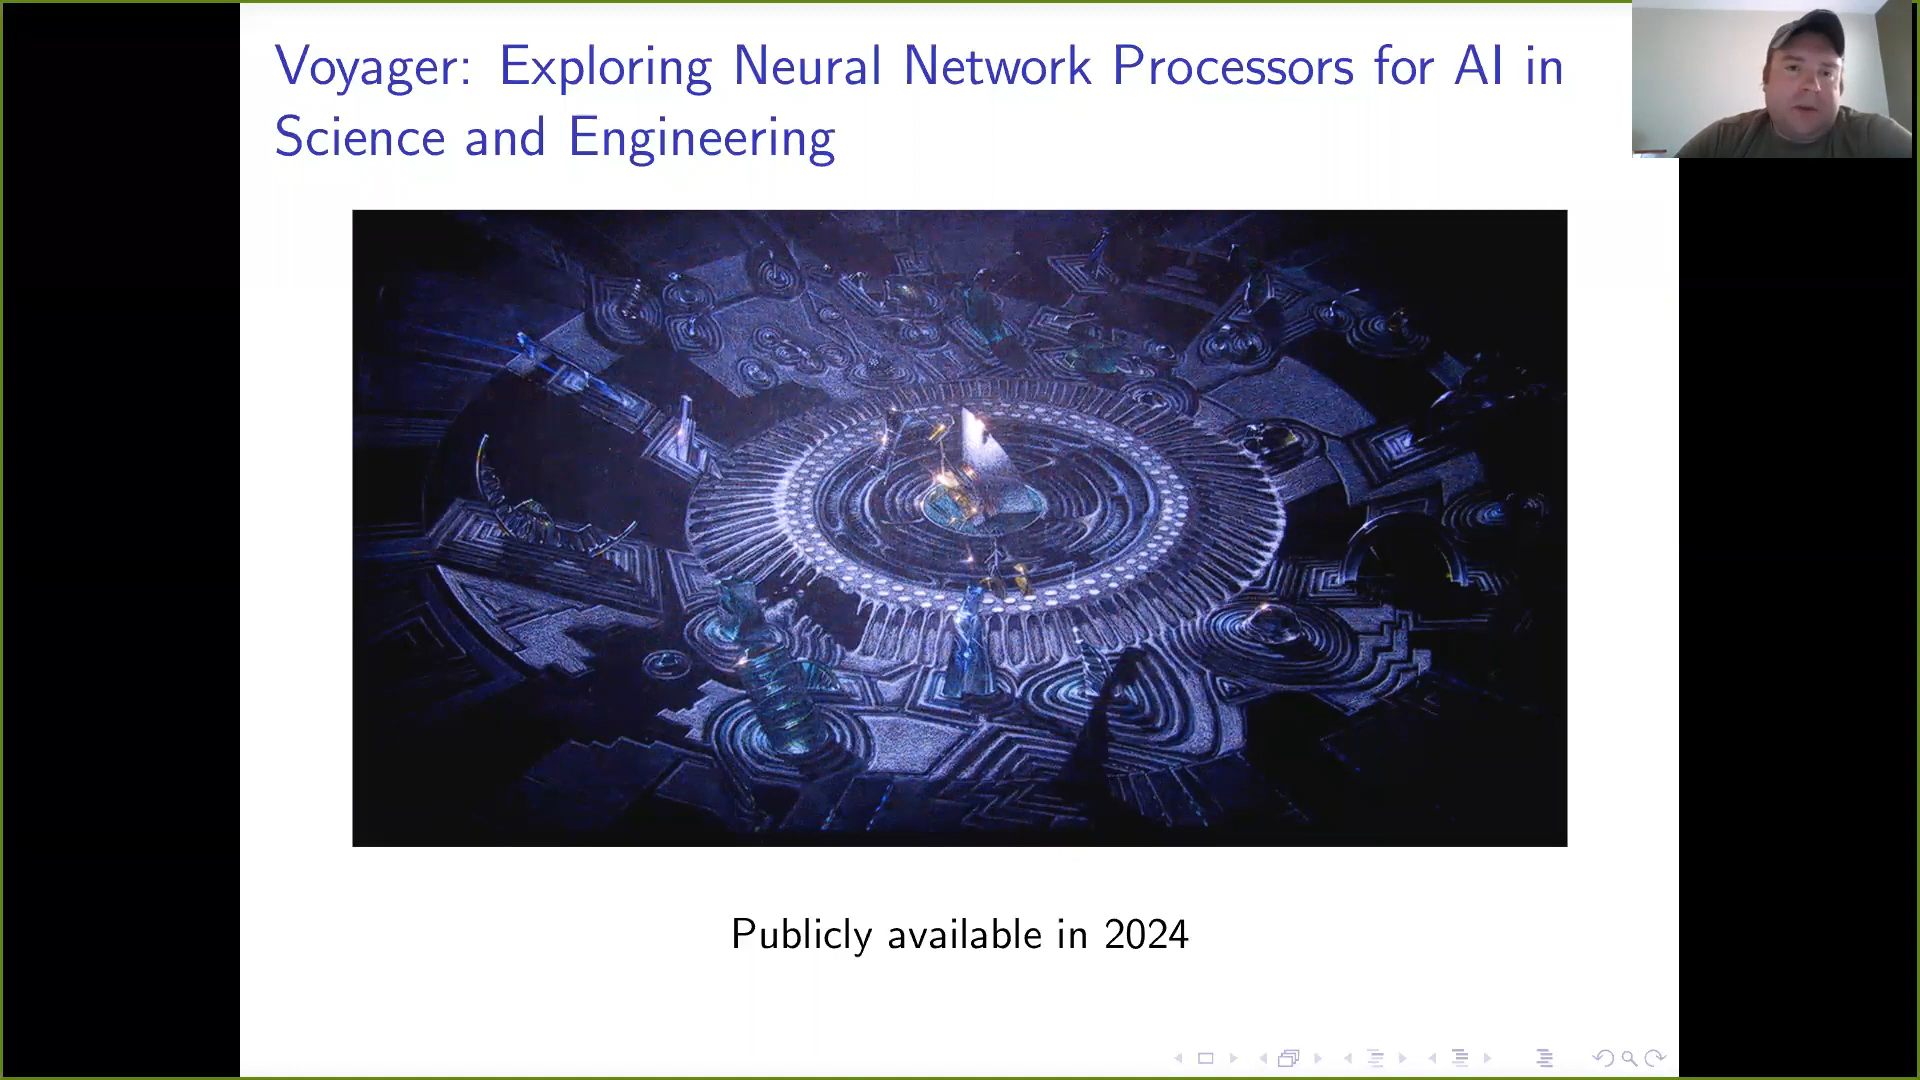 Voyager: Exploring Neural Network Processors for AI in
Science and Engineering
Publicly available in 2024